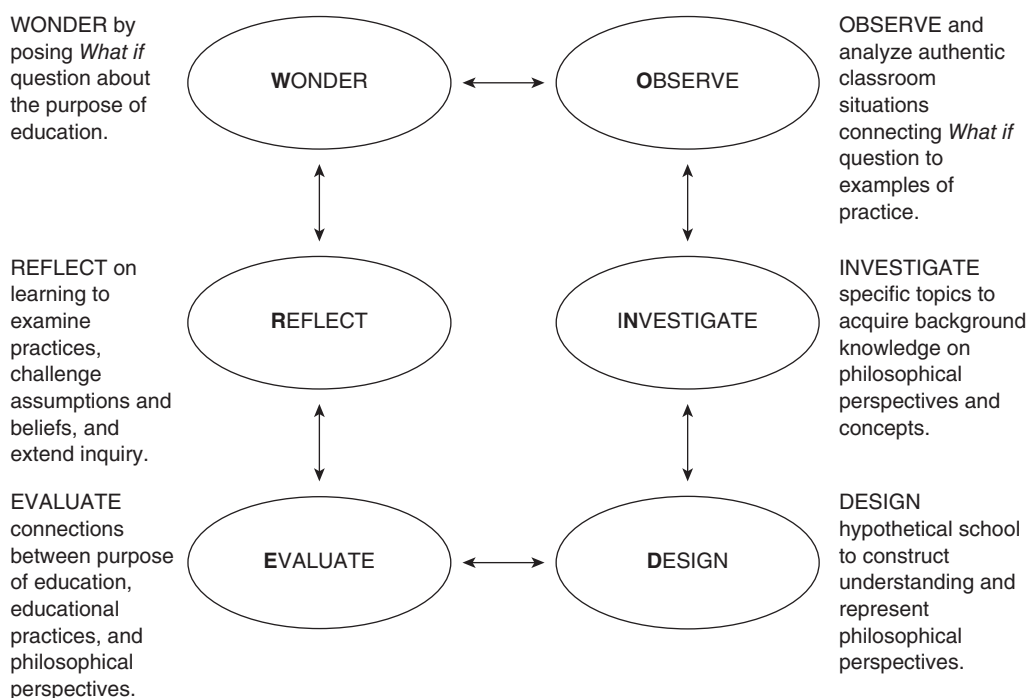 WONDER by
posing What if
question about
the purpose of
education.
WONDER
OBSERVE
OBSERVE and
analyze authentic
classroom
situations
connecting What if
question to
examples of
practice.
REFLECT on
learning to
examine
practices,
challenge
assumptions and
beliefs, and
extend inquiry.
REFLECT
INVESTIGATE
INVESTIGATE
specific topics to
acquire background
knowledge on
philosophical
perspectives and
concepts.
EVALUATE
connections
between purpose
of education,
educational
practices, and
philosophical
perspectives.
EVALUATE
DESIGN
DESIGN
hypothetical school
to construct
understanding and
represent
philosophical
perspectives.